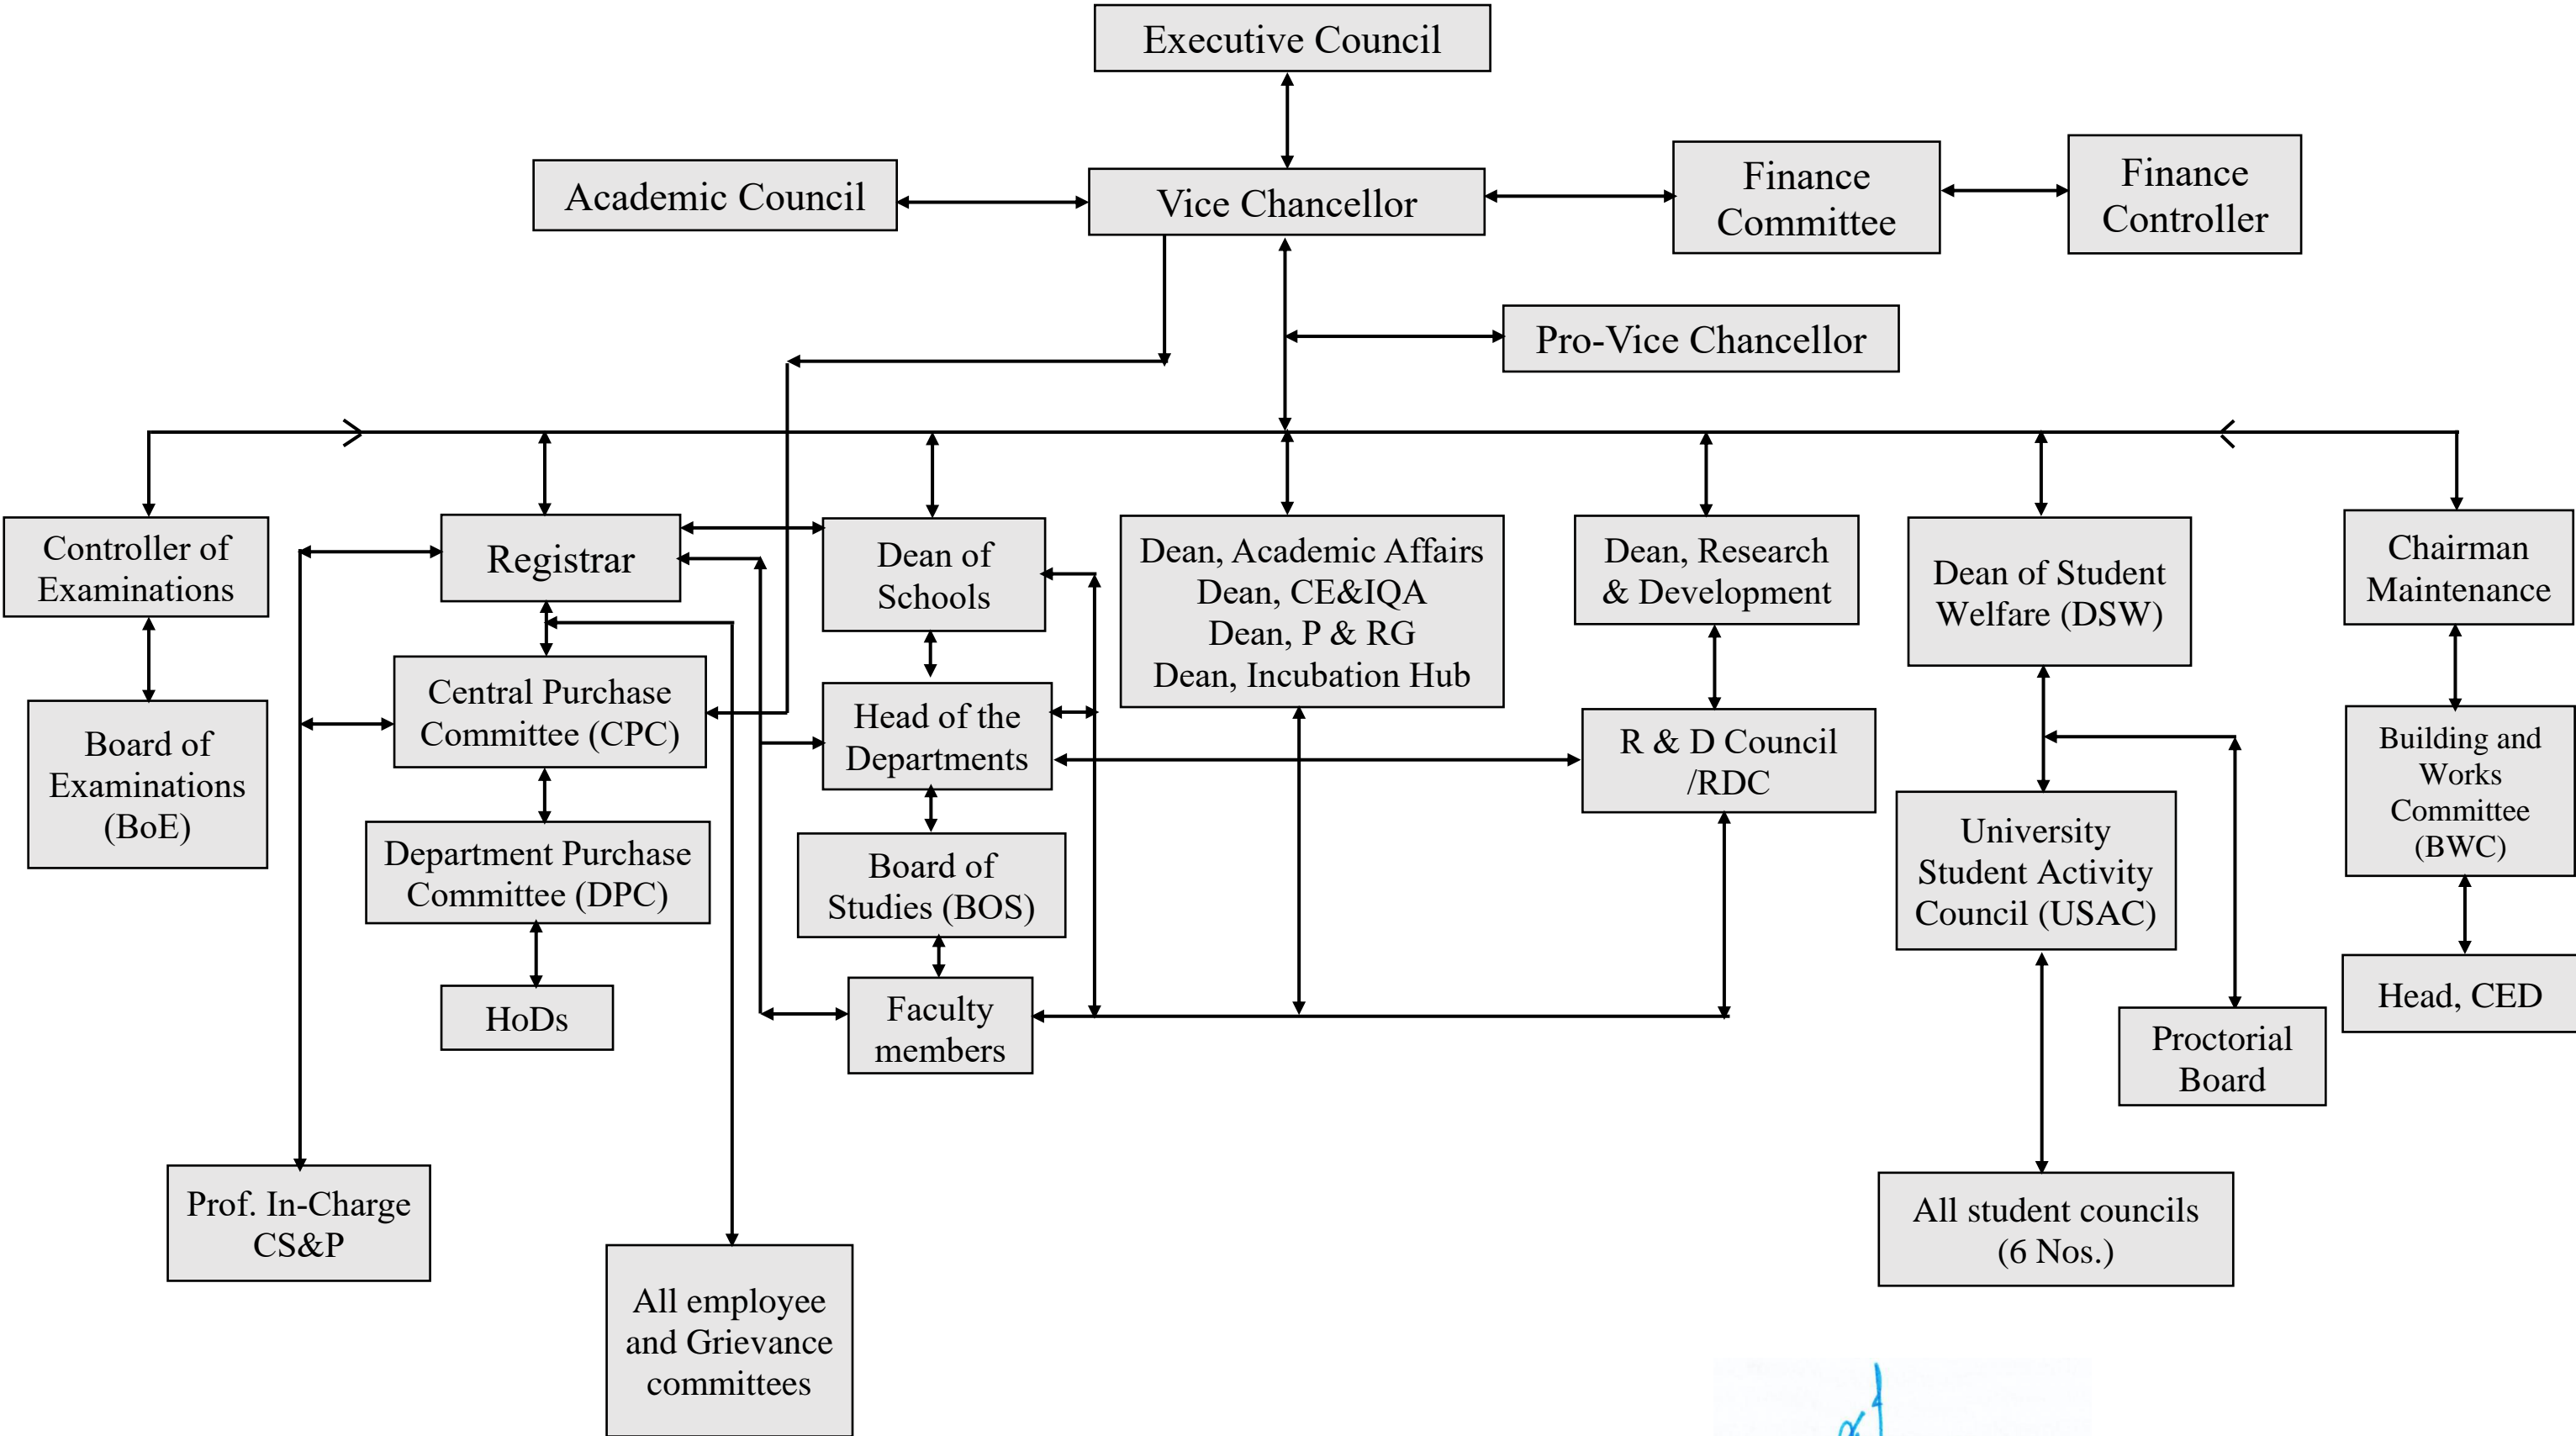 Executive Council
Academic Council
Vice Chancellor
Finance
Committee
Finance
Controller
Pro-Vice Chancellor
Controller of
Examinations
Registrar
Dean of
Schools
Dean, Academic Affairs
Dean, CE&IQA
Dean, P & RG
Dean, Incubation Hub
Dean, Research
& Development
Dean of Student
Welfare (DSW)
Chairman
Maintenance
Board of
Examinations
(BoE)
Central Purchase
Committee (CPC)
Head of the
Departments
R & D Council
/RDC
Building and
Works
Committee
(BWC)
Department Purchase
Committee (DPC)
Board of
Studies (BOS)
University
Student Activity
Council (USAC)
HoDs
Faculty
members
Proctorial
Board
Head, CED
Prof. In-Charge
CS&P
All employee
and Grievance
committees
All student councils
(6 Nos.)